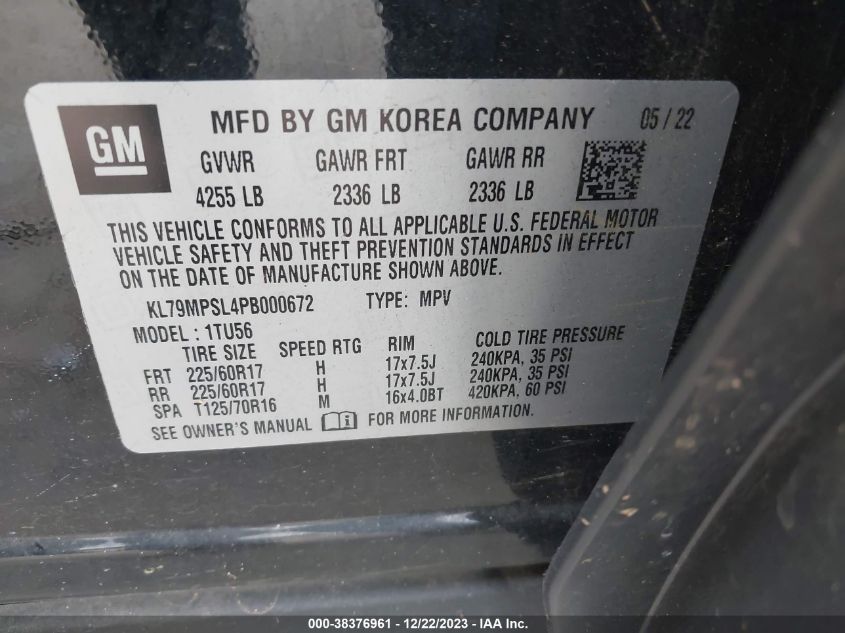 GM MFD BY GM KOREA COMPANY 05 / 22
GVWR GAWR FRT GAWR RR
4255 LB 2336 LB 2336 LB
THIS VEHICLE CONFORMS TO ALL APPLICABLE U.S. FEDERAL MOTOR
VEHICLE SAFETY AND THEFT PREVENTION STANDARDS IN EFFECT
ON THE DATE OF MANUFACTURE SHOWN ABOVE.
KL79MPSL4PB000672 TYPE: MPV
MODEL : 1TU56
TIRE SIZE SPEED RTG RIM COLD TIRE PRESSURE
FRT 225/60R17 H 17x7.5J 240KPA, 35 PSI
RR 225/60R17 H 17x7.5J 240KPA, 35 PSI
SPA T125/70R16 M 16x4.0BT 420KPA, 60 PSI
SEE OWNER'S MANUAL FOR MORE INFORMATION.
000-38376961 - 12/22/2023 - IAA Inc.